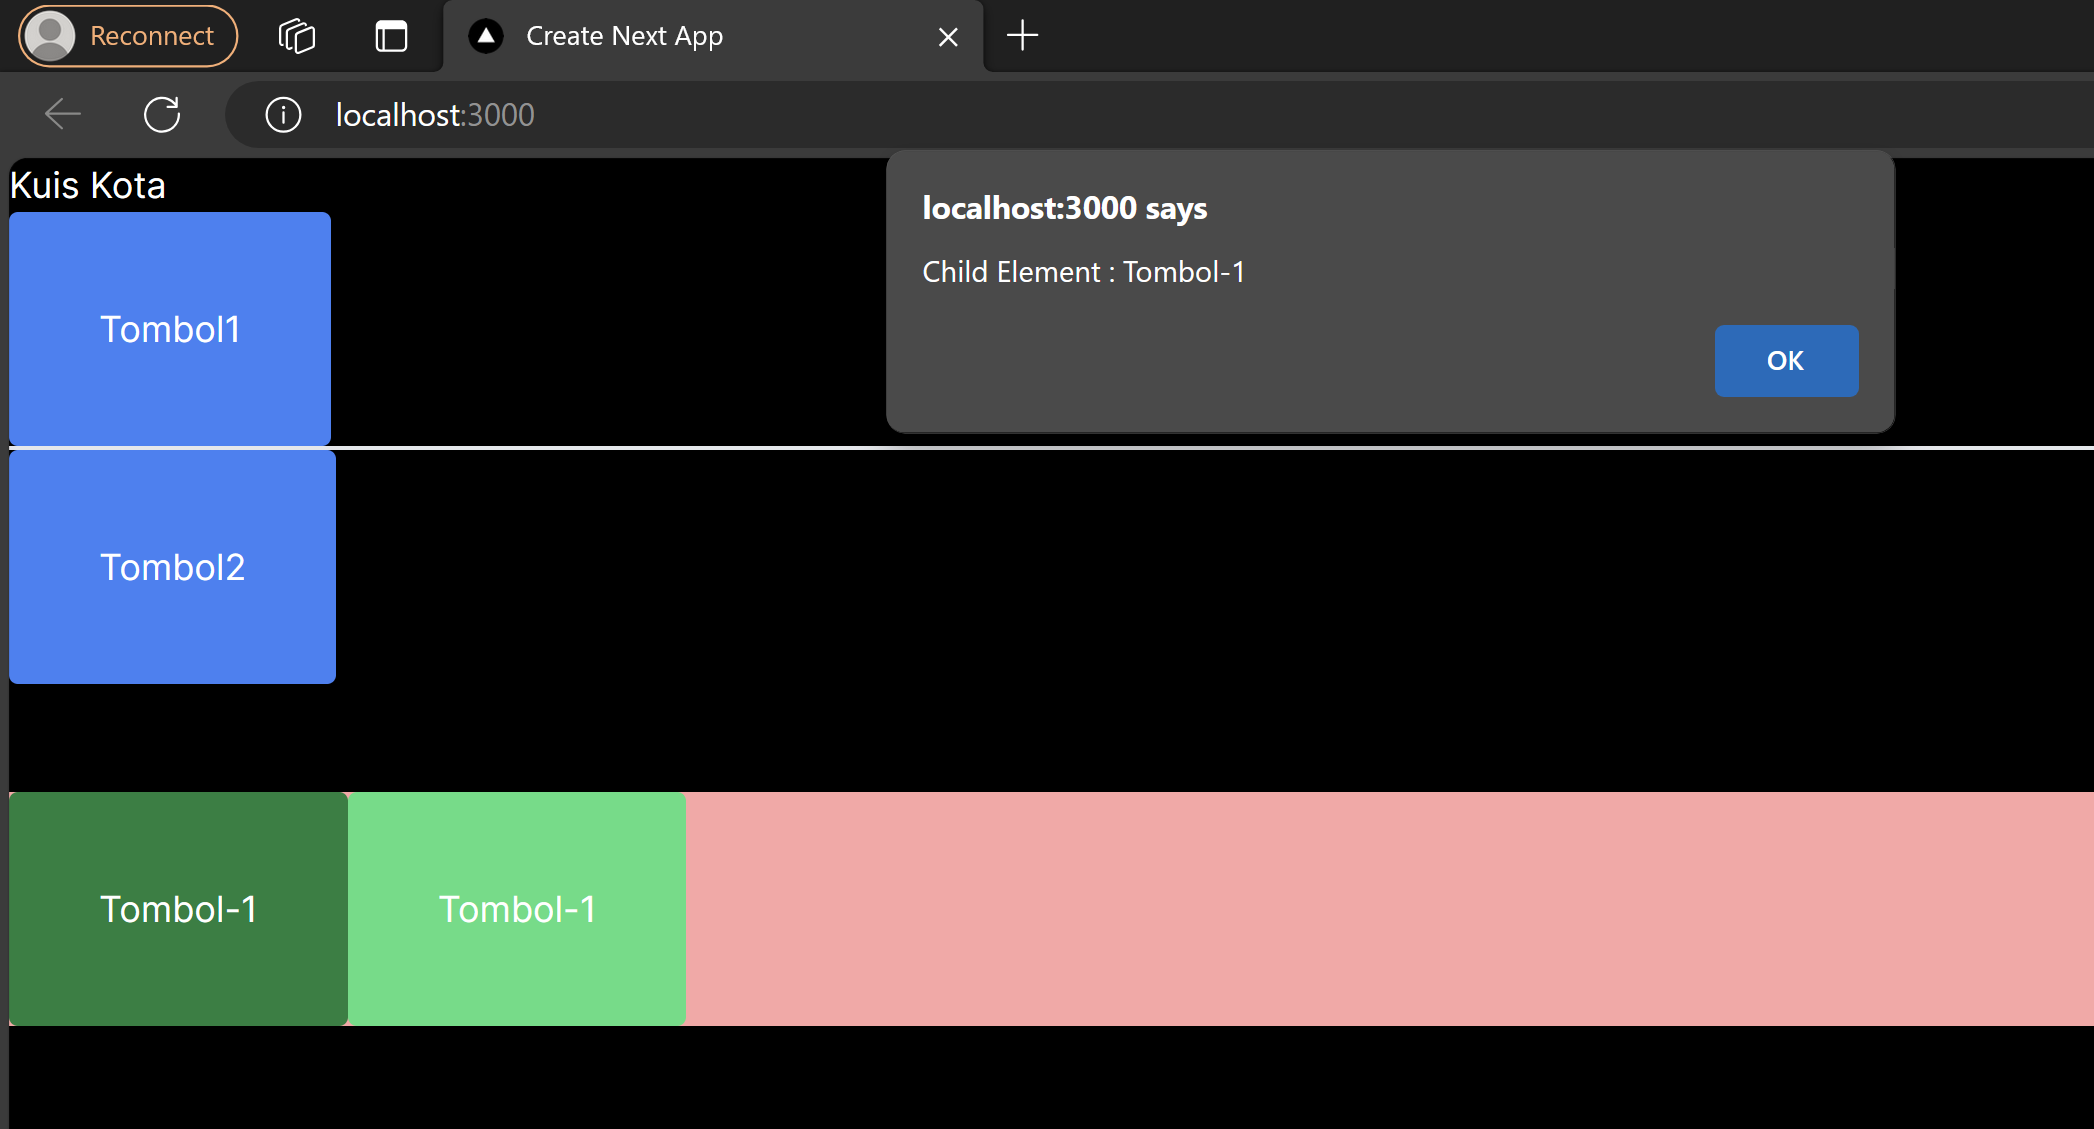 Reconnect
Create Next App
localhost:3000
Kuis Kota
localhost:3000 says
Child Element : Tombol-1
OK
Tombol1
Tombol2
Tombol-1
Tombol-1